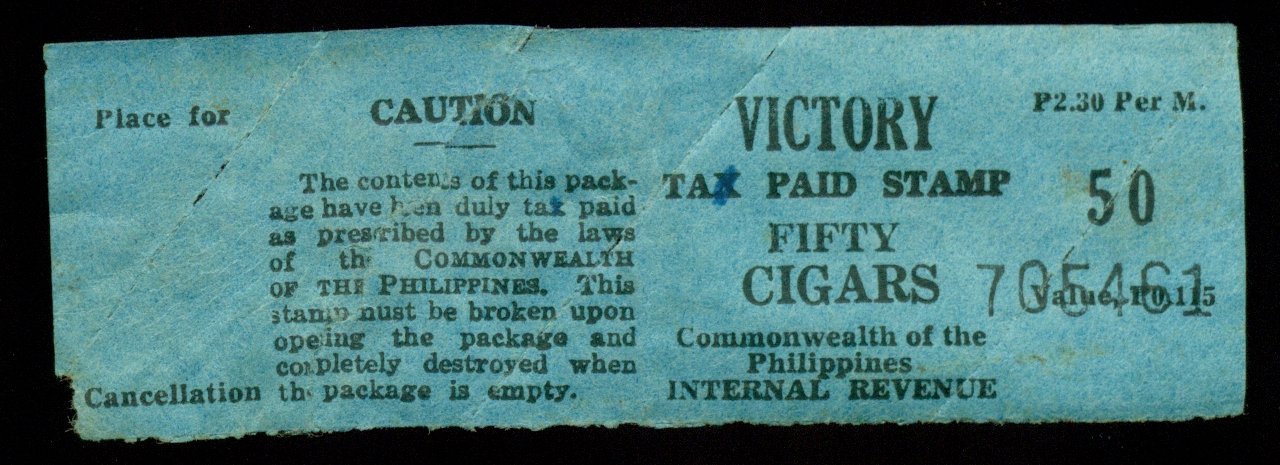 Place for
Cancellation
CAUTION
The contents of this pack-
age have been duly tax paid
as prescribed by the laws
of the COMMONWEALTH
OF THE PHILIPPINES. This
stamp must be broken upon
opening the package and
completely destroyed when
the package is empty.
VICTORY
TAX PAID STAMP
FIFTY
CIGARS
Commonwealth of the
Philippines
INTERNAL REVENUE
₱2.30 Per M.
50
705461
Value, ₱0.115